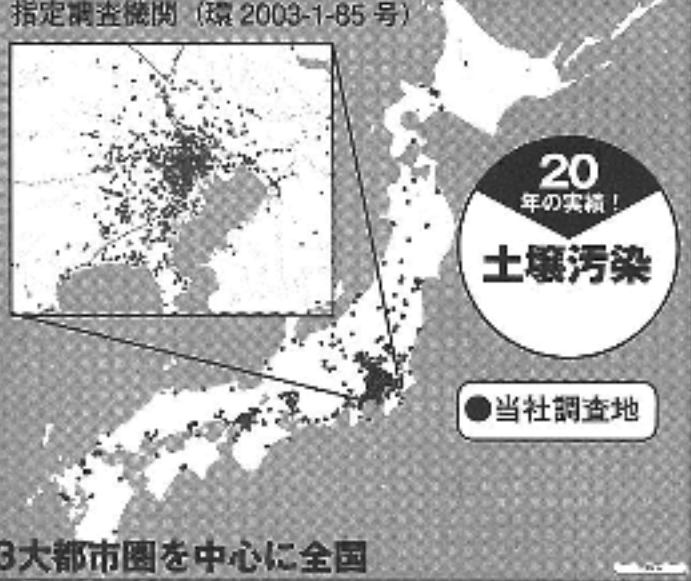 指定調査機関（環 2003-1-85 号）
20
年の実績！
土壌汚染
●当社調査地
3大都市圏を中心に全国